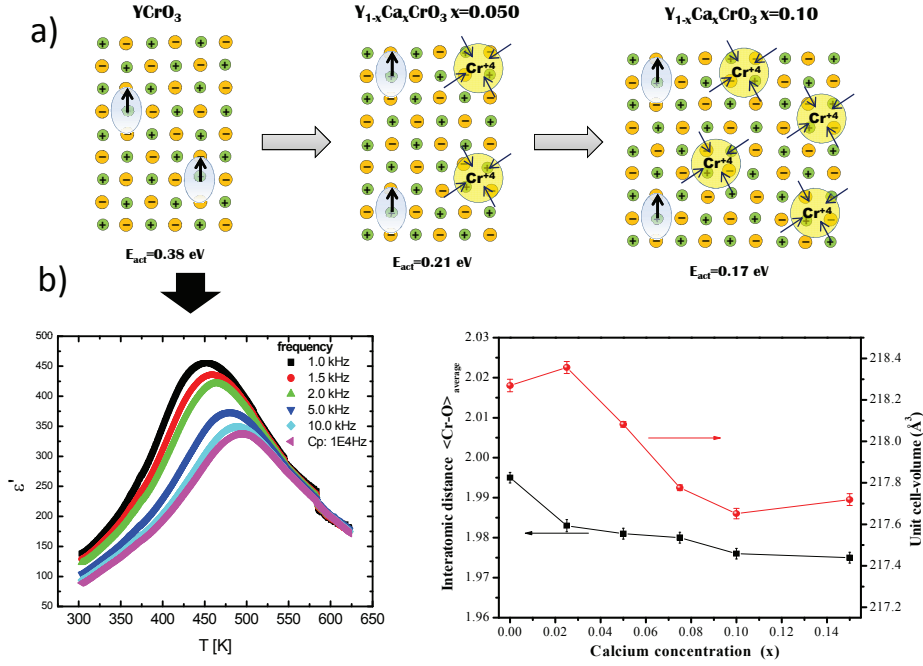 a)
YCrO3
Y1-xCaxCrO3 x=0.050
Y1-xCaxCrO3 x=0.10
Cr+4
Cr+4
Cr+4
Cr+4
Cr+4
Cr+4
Eact=0.38 eV
Eact=0.21 eV
Eact=0.17 eV
b)
500
450
400
350
300
250
200
150
100
50
ε'
frequency
1.0 kHz
1.5 kHz
2.0 kHz
5.0 kHz
10.0 kHz
Cp: 1E4Hz
300 350 400 450 500 550 600 650
T [K]
2.03
2.02
2.01
2.00
1.99
1.98
1.97
1.96
Interatomic distance <Cr-O> average
218.4
218.2
218.0
217.8
217.6
217.4
217.2
Unit cell-volume (Å3)
0.00 0.02 0.04 0.06 0.08 0.10 0.12 0.14
Calcium concentration (x)